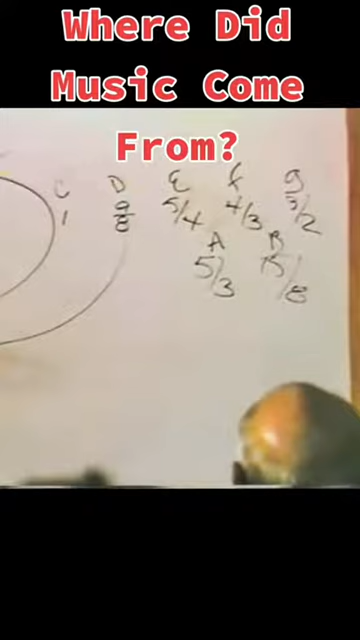 Where Did
Music Come
From?
C D E F g
1 9/8 5/4 4/3 3/2
A B
5/3 15/8